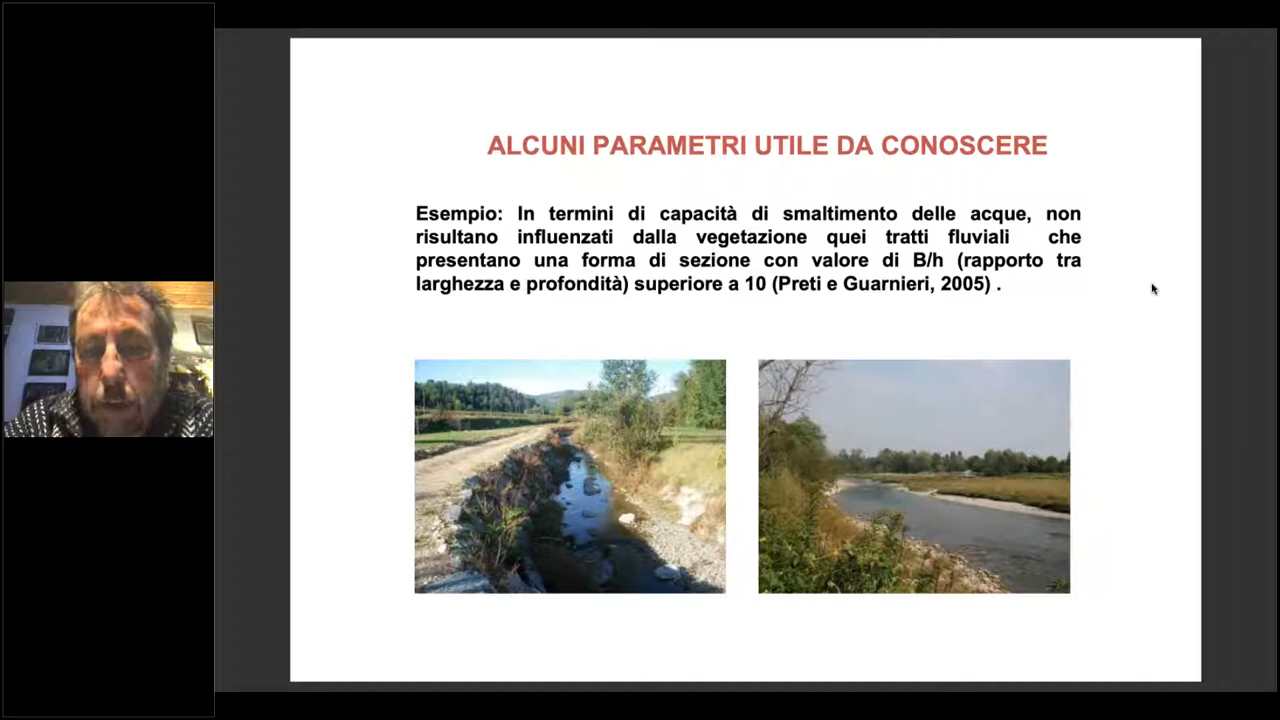 ALCUNI PARAMETRI UTILE DA CONOSCERE
Esempio: In termini di capacità di smaltimento delle acque, non
risultano influenzati dalla vegetazione quei tratti fluviali che
presentano una forma di sezione con valore di B/h (rapporto tra
larghezza e profondità) superiore a 10 (Preti e Guarnieri, 2005) .